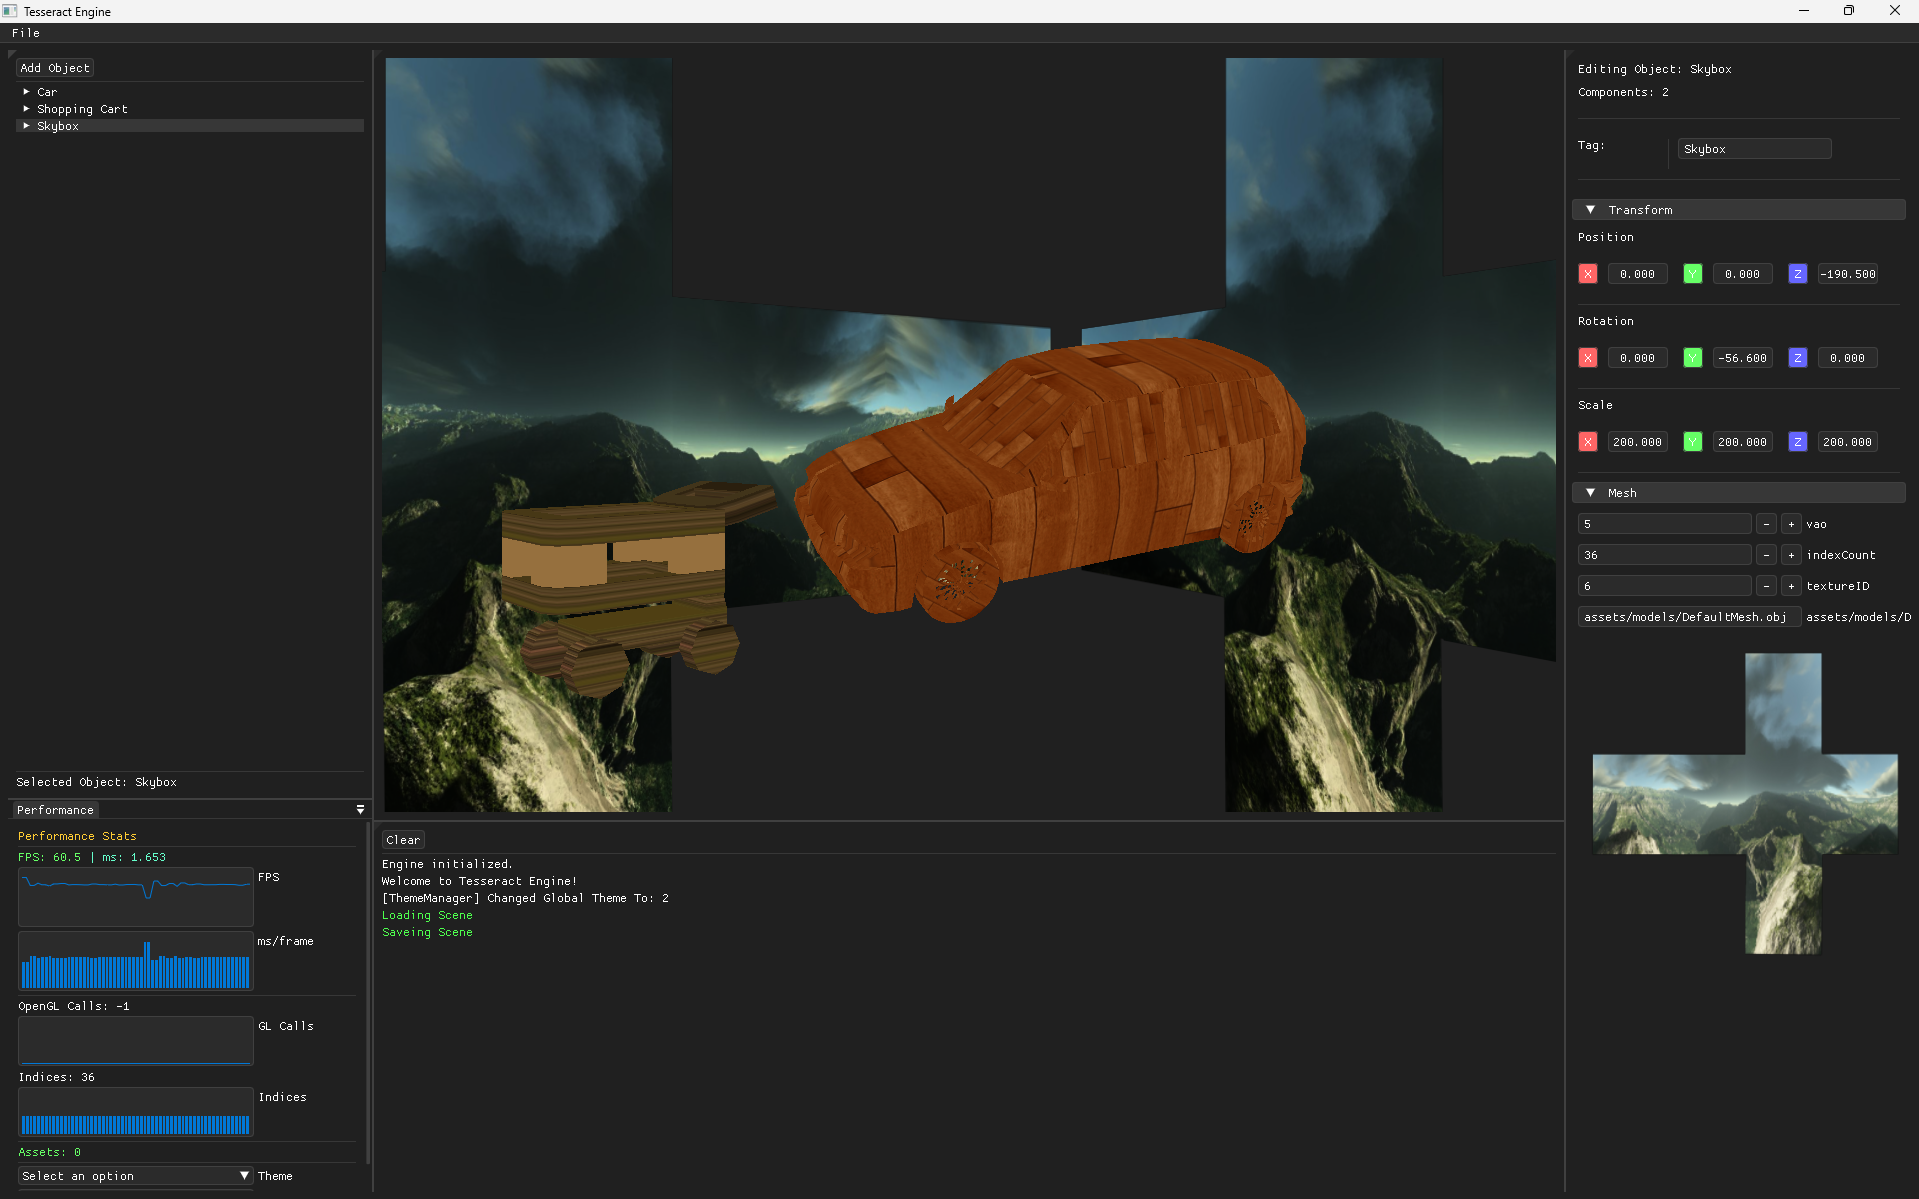 Tesseract Engine
File
Add Object
Car
Shopping Cart
Skybox
Selected Object: Skybox
Performance
Performance Stats
FPS: 60.5 | ms: 1.653
FPS
ms/frame
OpenGL Calls: -1
GL Calls
Indices: 36
Indices
Assets: 0
Select an option
Theme
Clear
Engine initialized.
Welcome to Tesseract Engine!
[ThemeManager] Changed Global Theme To: 2
Loading Scene
Saveing Scene
Editing Object: Skybox
Components: 2
Tag: Skybox
Transform
Position
X 0.000 Y 0.000 Z -190.500
Rotation
X 0.000 Y -56.600 Z 0.000
Scale
X 200.000 Y 200.000 Z 200.000
Mesh
5 - + vao
36 - + indexCount
6 - + textureID
assets/models/DefaultMesh.obj assets/models/D